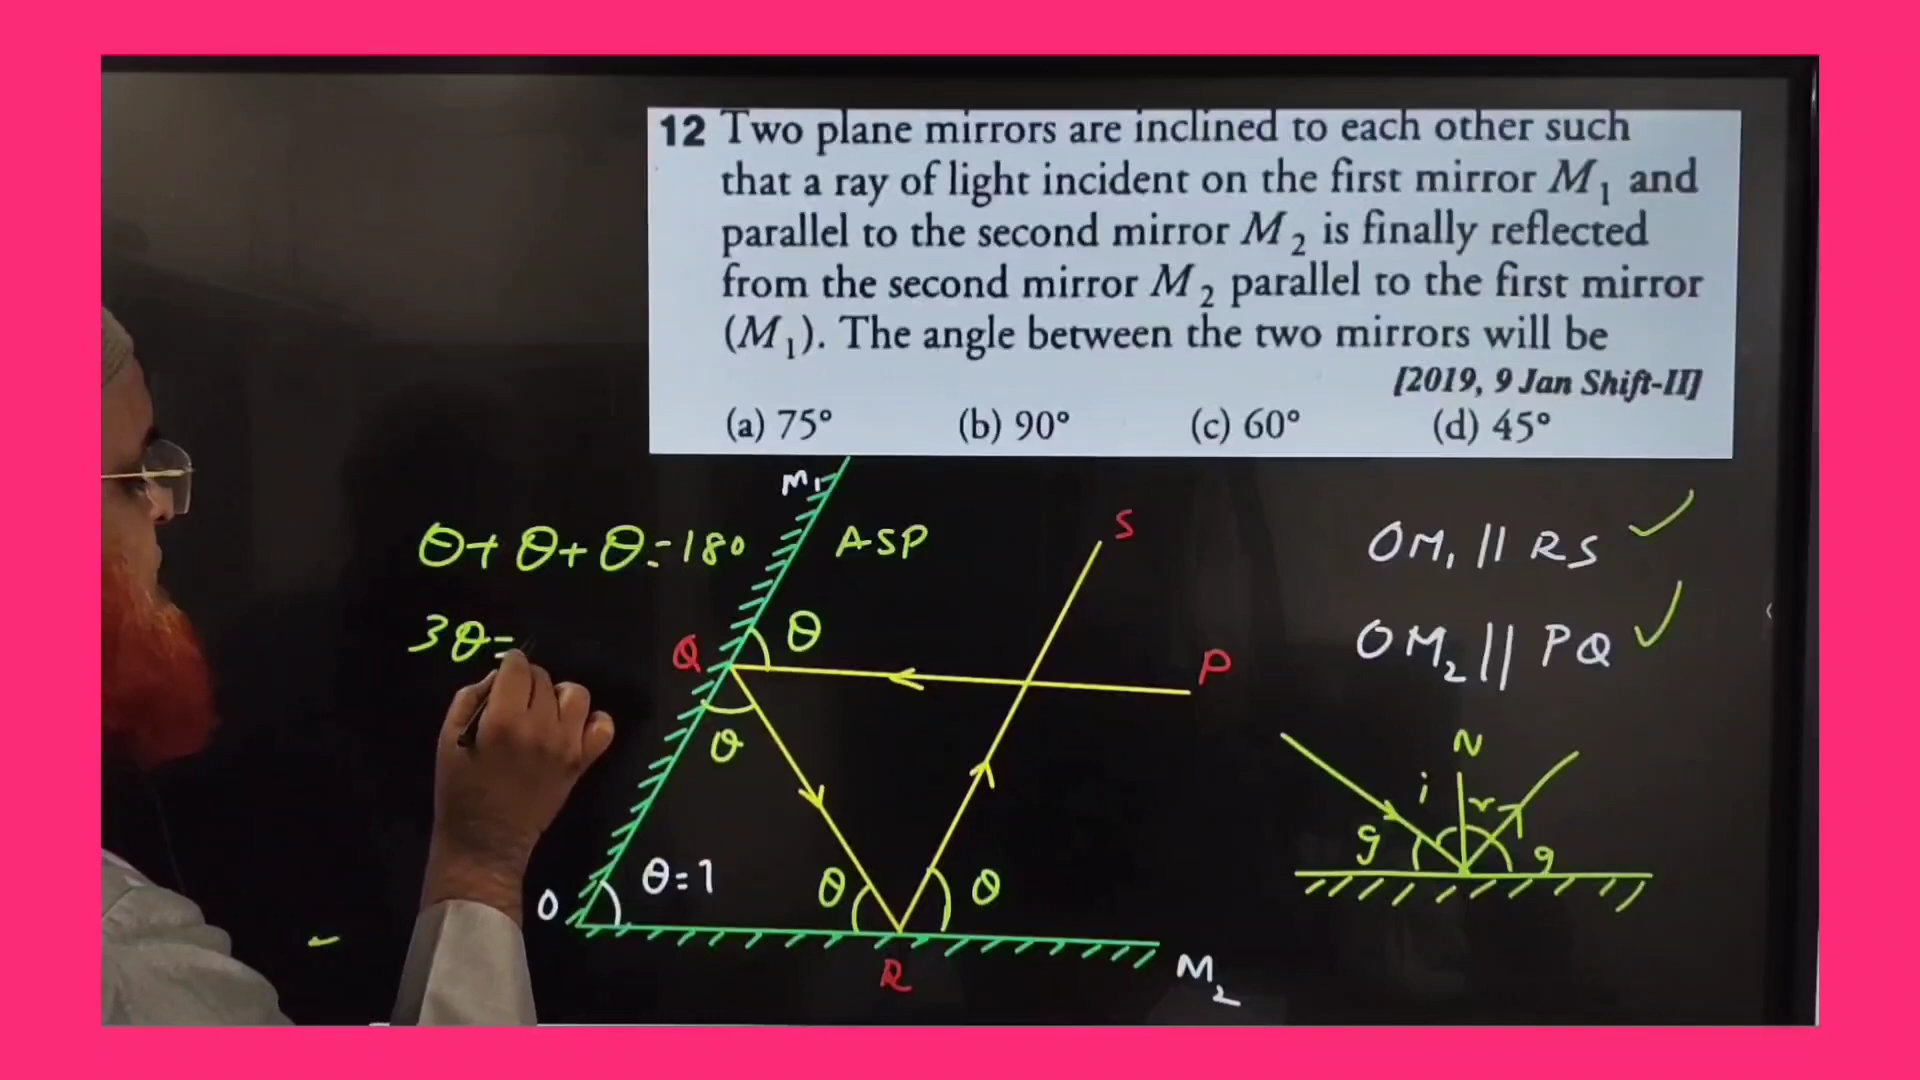 12 Two plane mirrors are inclined to each other such
that a ray of light incident on the first mirror M₁ and
parallel to the second mirror M₂ is finally reflected
from the second mirror M₂ parallel to the first mirror
(M₁). The angle between the two mirrors will be
[2019, 9 Jan Shift-II]
(a) 75° (b) 90° (c) 60° (d) 45°
M₁
θ+θ+θ=180
ASP
S
OM₁ || RS ✓
3θ=
Q
θ
P
OM₂ || PQ ✓
θ
N
i
r
g
g
O
θ=?
θ
θ
R
M₂